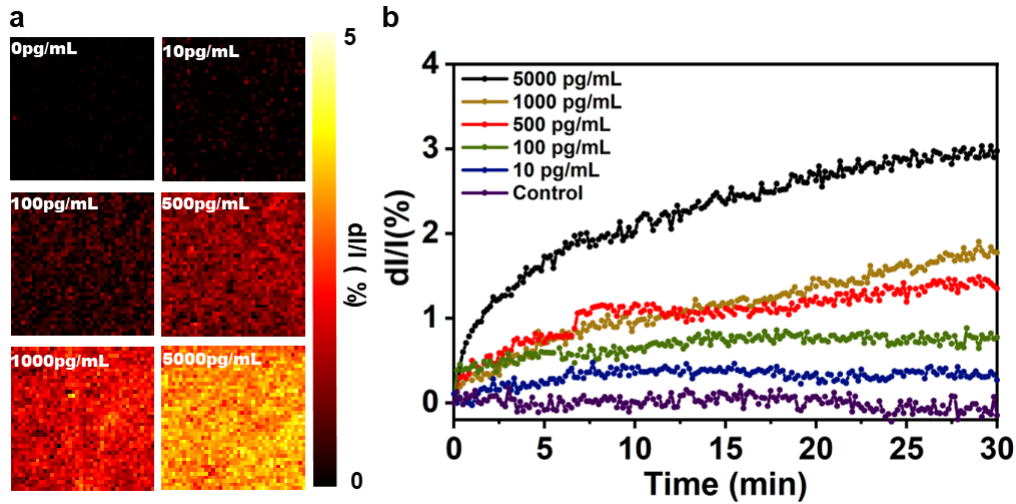 a
0pg/mL
10pg/mL
100pg/mL
500pg/mL
1000pg/mL
5000pg/mL
5
dI/I (%)
0
b
dI/I(%)
4
3
2
1
0
5000 pg/mL
1000 pg/mL
500 pg/mL
100 pg/mL
10 pg/mL
Control
0 5 10 15 20 25 30
Time (min)